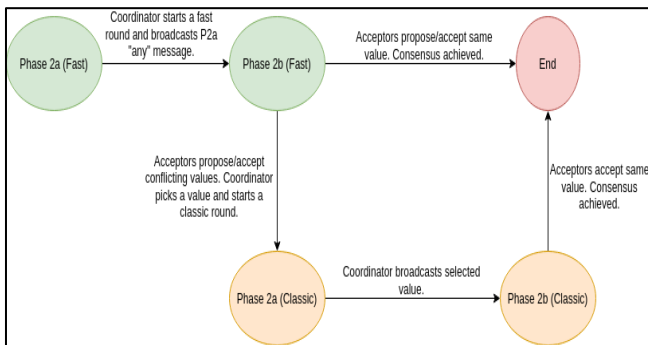 Coordinator starts a fast
round and broadcasts P2a
"any" message.
Phase 2a (Fast)
Phase 2b (Fast)
Acceptors propose/accept same
value. Consensus achieved.
End
Acceptors propose/accept
conflicting values. Coordinator
picks a value and starts a
classic round.
Acceptors accept same
value. Consensus
achieved.
Phase 2a (Classic)
Coordinator broadcasts selected
value.
Phase 2b (Classic)